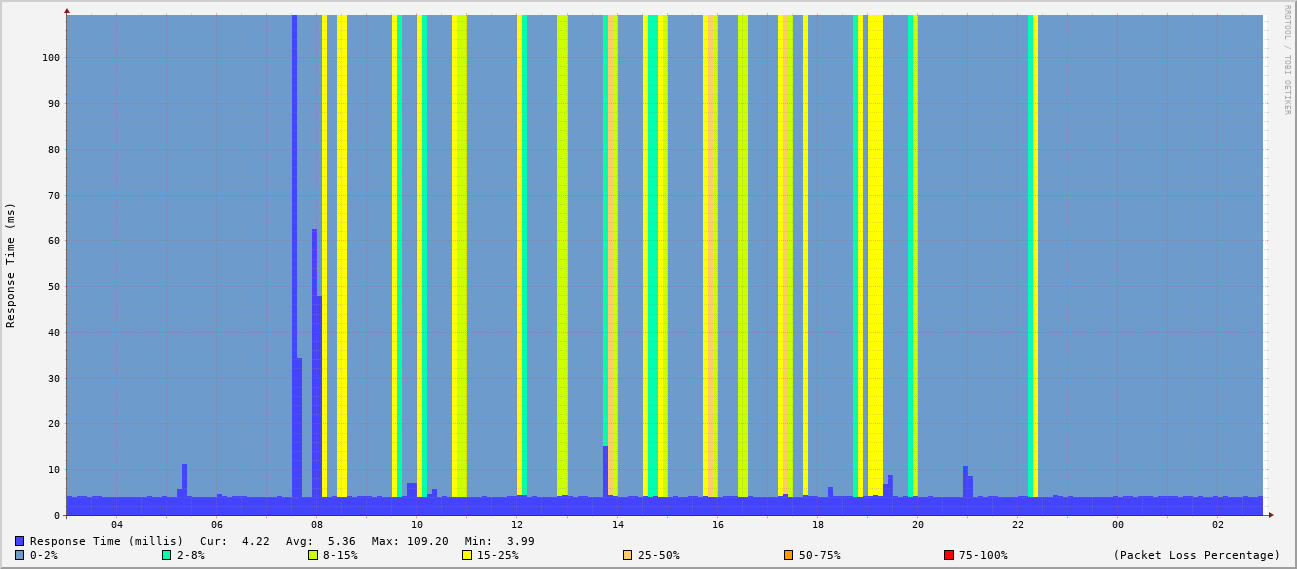 RRDTOOL / TOBI OETIKER
Response Time (ms)
100
90
80
70
60
50
40
30
20
10
0
04 06 08 10 12 14 16 18 20 22 00 02
Response Time (millis) Cur: 4.22 Avg: 5.36 Max: 109.20 Min: 3.99
0-2% 2-8% 8-15% 15-25% 25-50% 50-75% 75-100% (Packet Loss Percentage)